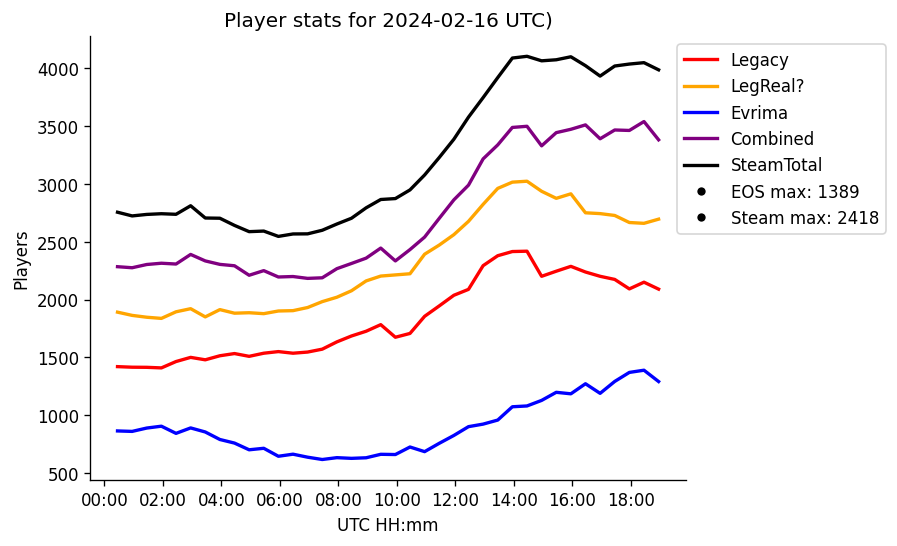 Player stats for 2024-02-16 UTC)
Players
4000
3500
3000
2500
2000
1500
1000
500
00:00 02:00 04:00 06:00 08:00 10:00 12:00 14:00 16:00 18:00
UTC HH:mm
Legacy
LegReal?
Evrima
Combined
SteamTotal
EOS max: 1389
Steam max: 2418